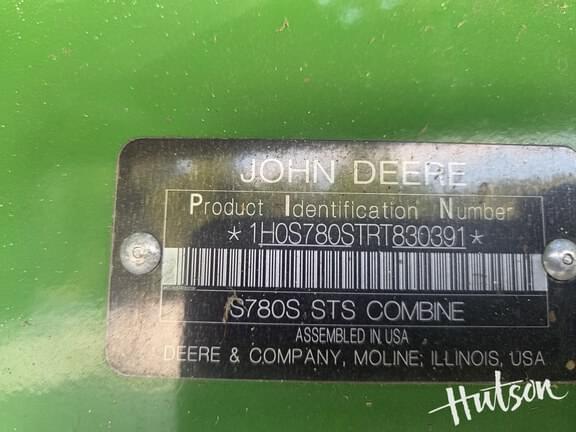 JOHN DEERE
Product Identification Number
*1H0S780STRT830391*
S780S STS COMBINE
ASSEMBLED IN USA
DEERE & COMPANY, MOLINE, ILLINOIS, USA
Hutson